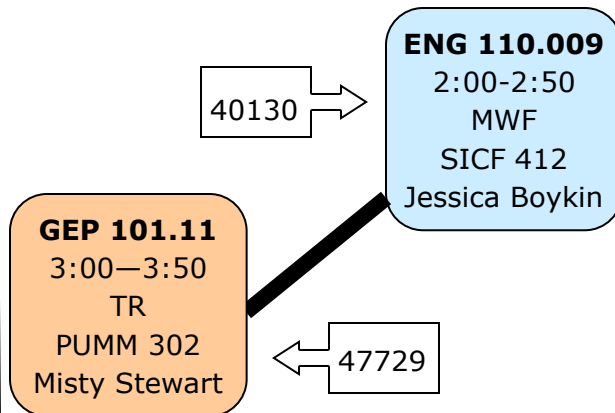 ENG 110.009
2:00-2:50
MWF
SICF 412
Jessica Boykin
40130
GEP 101.11
3:00—3:50
TR
PUMM 302
Misty Stewart
47729